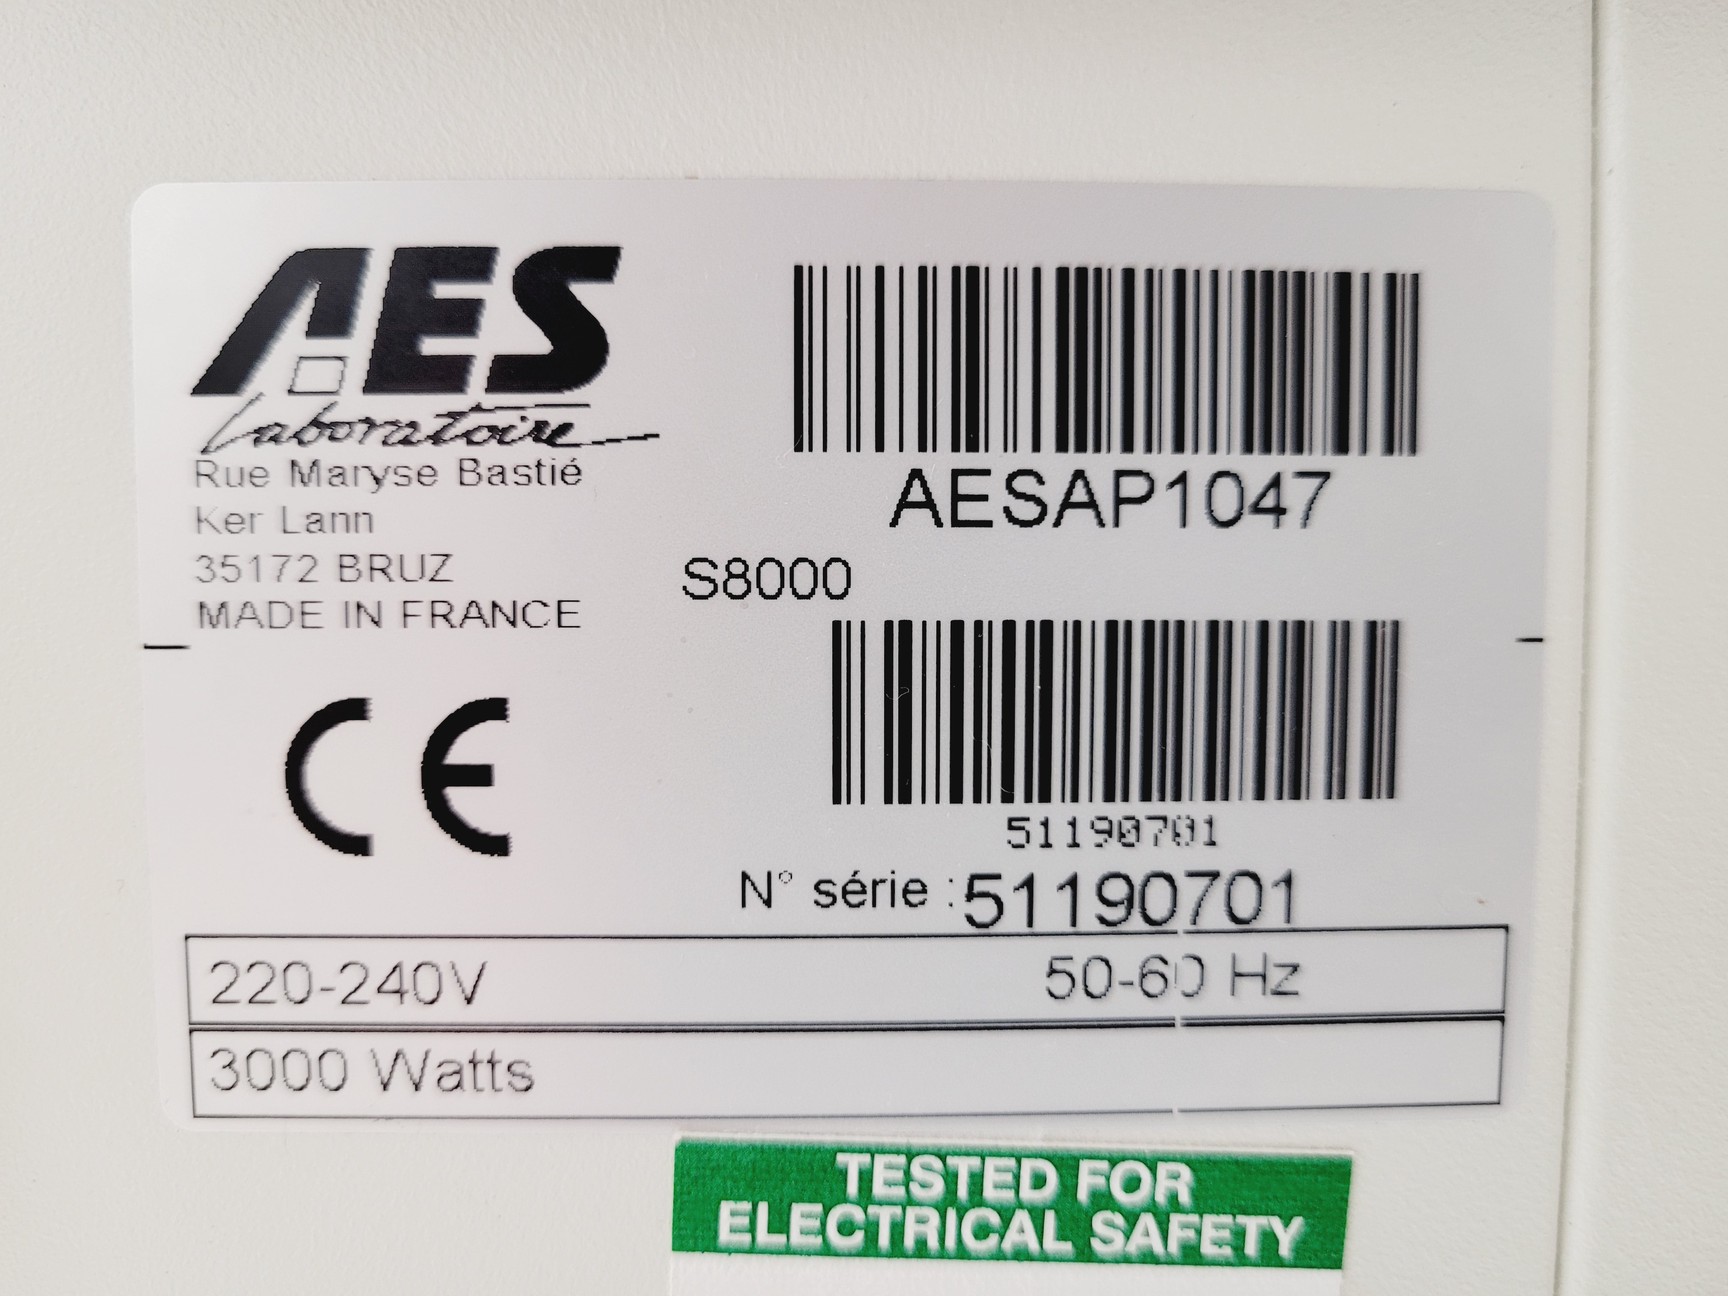 AES
Laboratoire
Rue Maryse Bastié
Ker Lann
35172 BRUZ
MADE IN FRANCE
AESAP1047
S8000
CE
51190701
N° série :51190701
220-240V 50-60 Hz
3000 Watts
TESTED FOR
ELECTRICAL SAFETY